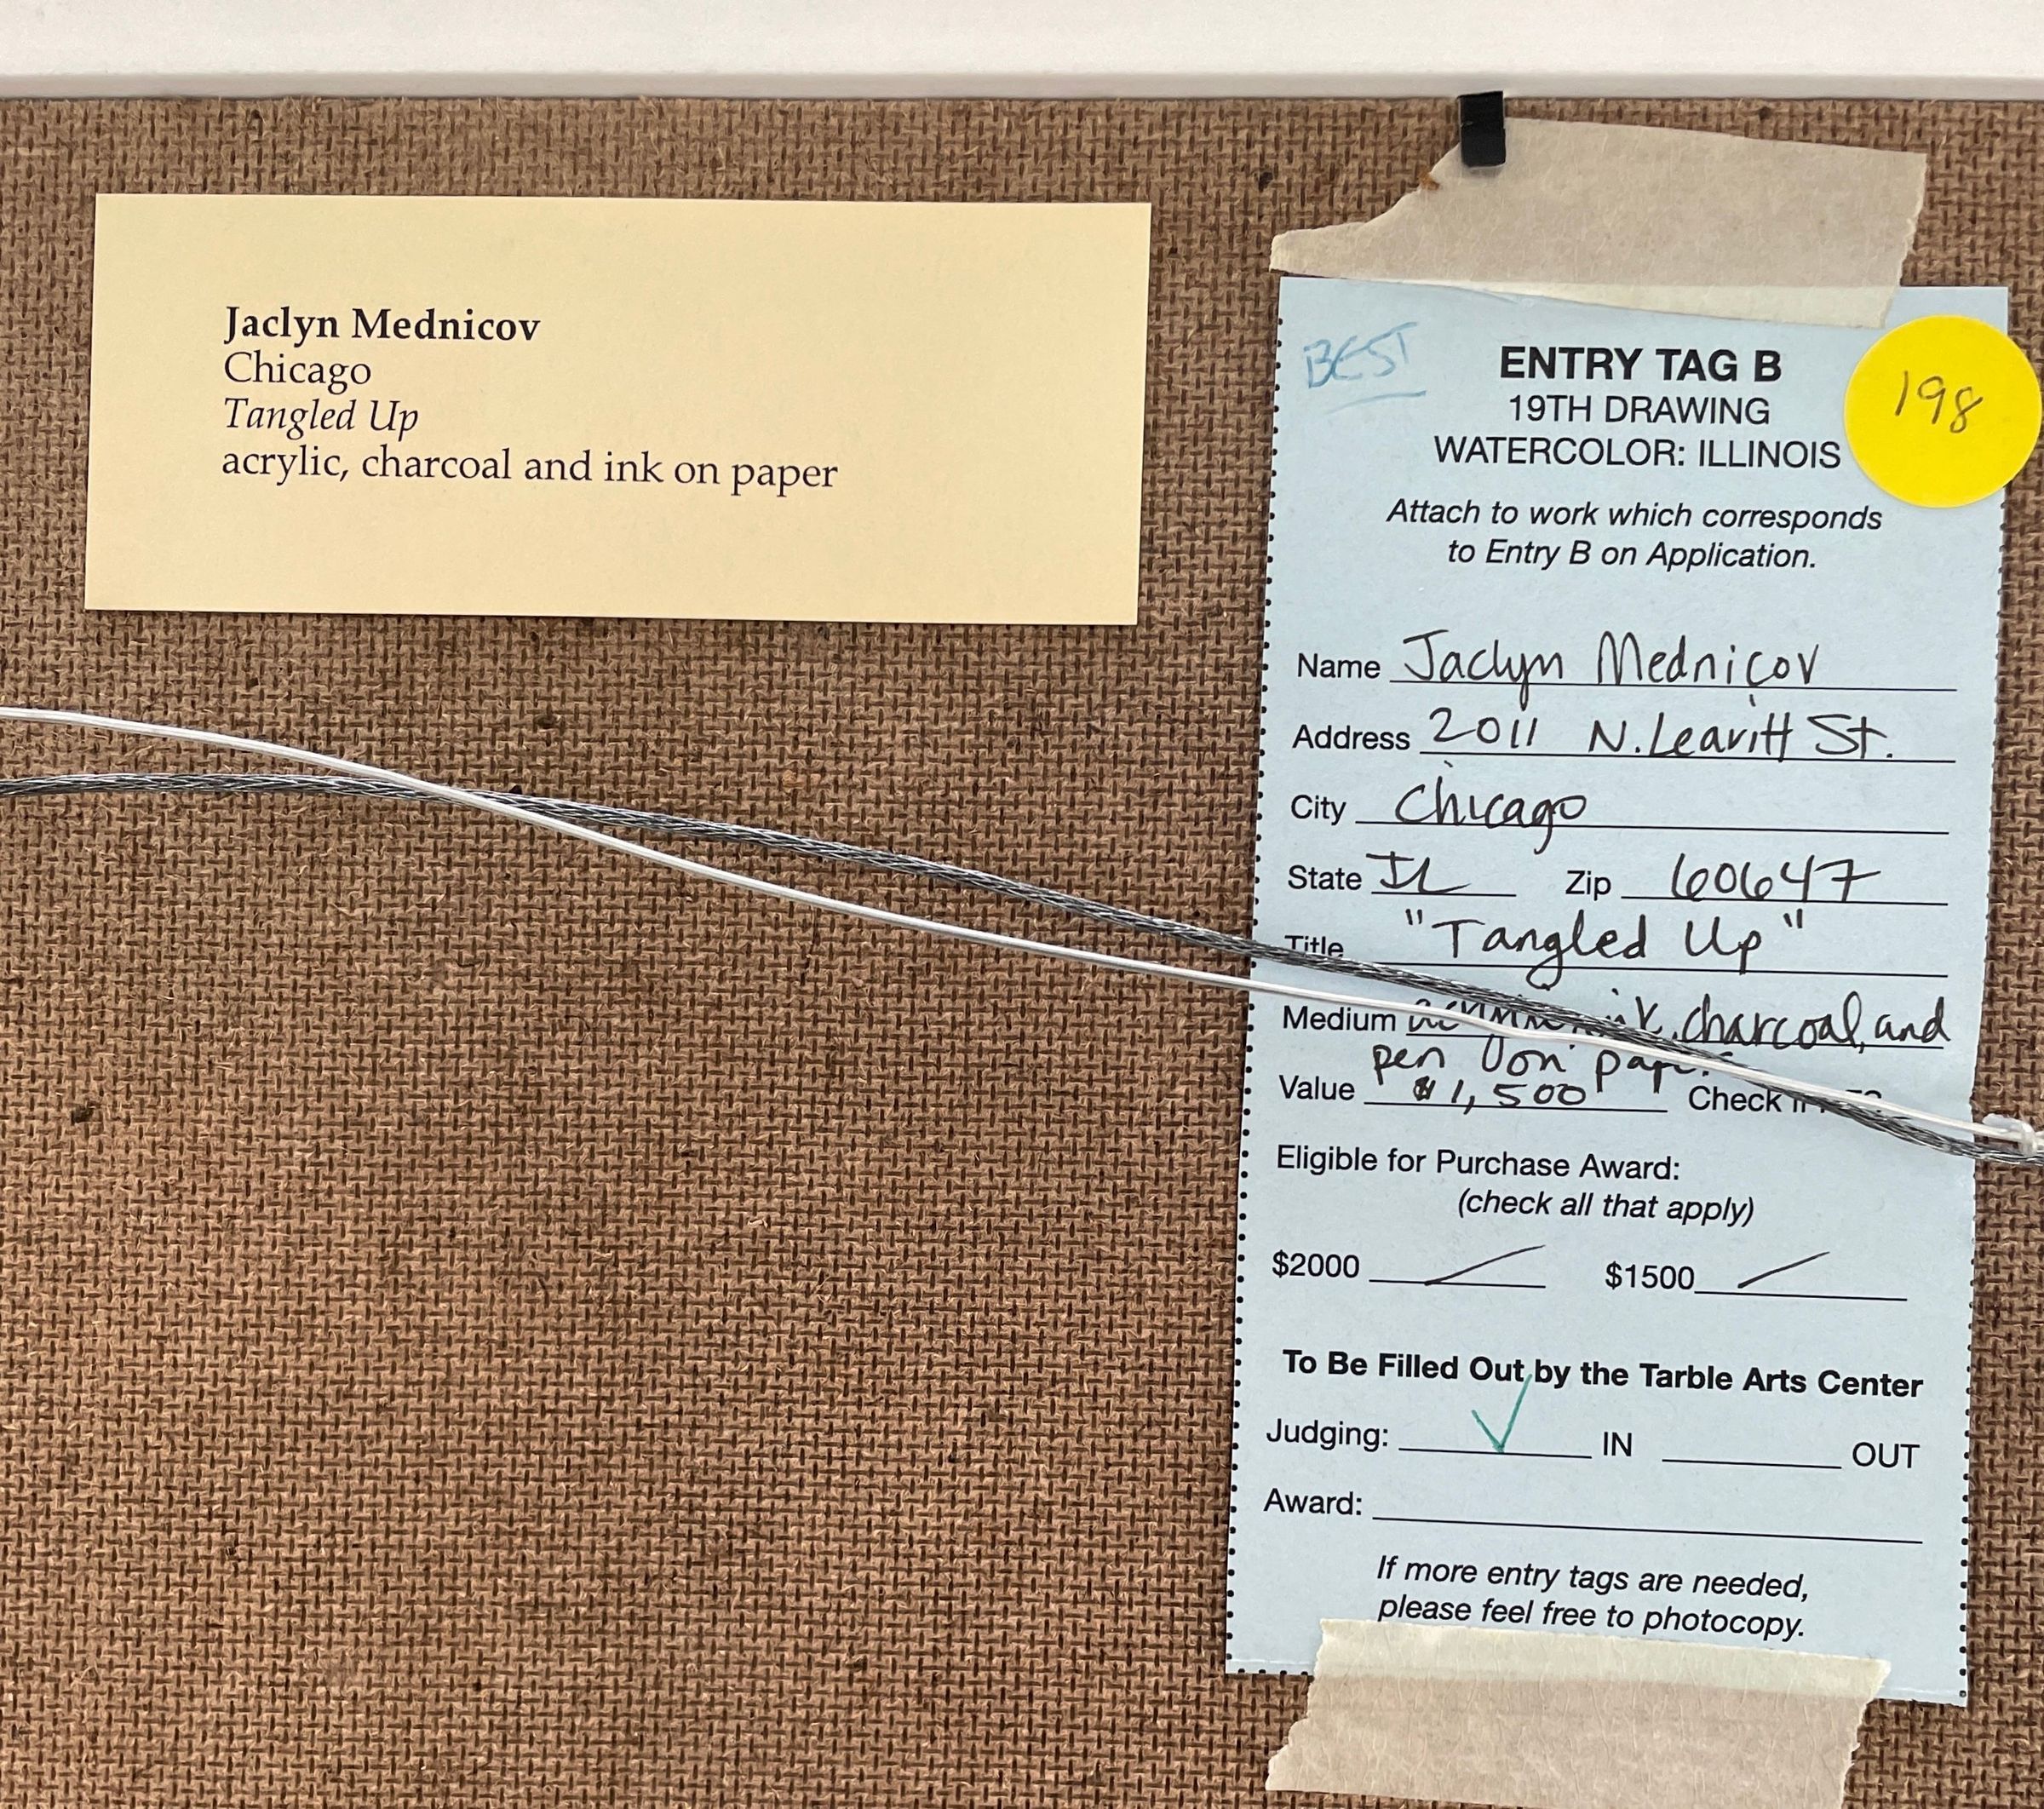 Jaclyn Mednicov
Chicago
Tangled Up
acrylic, charcoal and ink on paper
BEST
ENTRY TAG B
198
19TH DRAWING
WATERCOLOR: ILLINOIS
Attach to work which corresponds
to Entry B on Application.
Name Jaclyn Mednicov
Address 2011 N. Leavitt St.
City Chicago
State IL Zip 60647
Title "Tangled Up"
Medium charcoal, and
pen on paper
Value $1,500 Check
Eligible for Purchase Award:
(check all that apply)
$2000 $1500
To Be Filled Out by the Tarble Arts Center
Judging: ✓ IN OUT
Award:
If more entry tags are needed,
please feel free to photocopy.